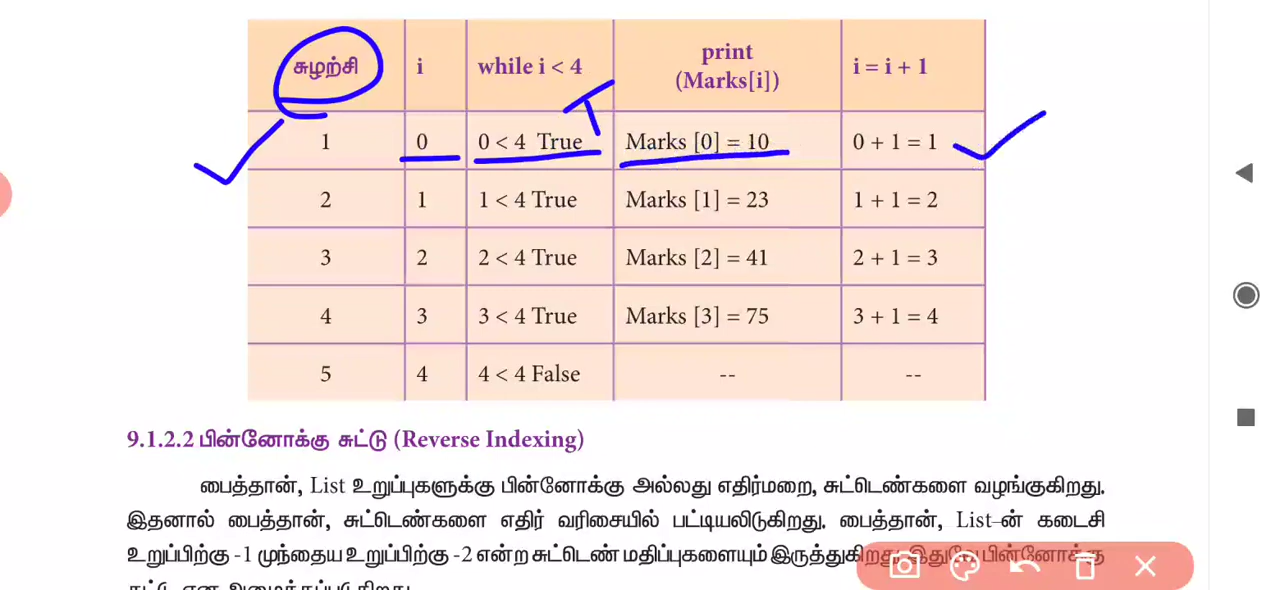 சுழற்சி i while i < 4 print (Marks[i]) i = i + 1
1 0 0 < 4 True Marks [0] = 10 0 + 1 = 1
2 1 1 < 4 True Marks [1] = 23 1 + 1 = 2
3 2 2 < 4 True Marks [2] = 41 2 + 1 = 3
4 3 3 < 4 True Marks [3] = 75 3 + 1 = 4
5 4 4 < 4 False -- --
9.1.2.2 பின்னோக்கு சுட்டு (Reverse Indexing)
பைத்தான், List உறுப்புகளுக்கு பின்னோக்கு அல்லது எதிர்மறை, சுட்டெண்களை வழங்குகிறது.
இதனால் பைத்தான், சுட்டெண்களை எதிர் வரிசையில் பட்டியலிடுகிறது. பைத்தான், List-ன் கடைசி
உறுப்பிற்கு -1 முந்தைய உறுப்பிற்கு -2 என்ற சுட்டெண் மதிப்புகளையும் இருத்துகிறது. இதுவே பின்னோக்கு